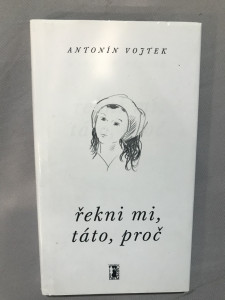 ANTONÍN VOJTEK
řekni mi,
táto, proč